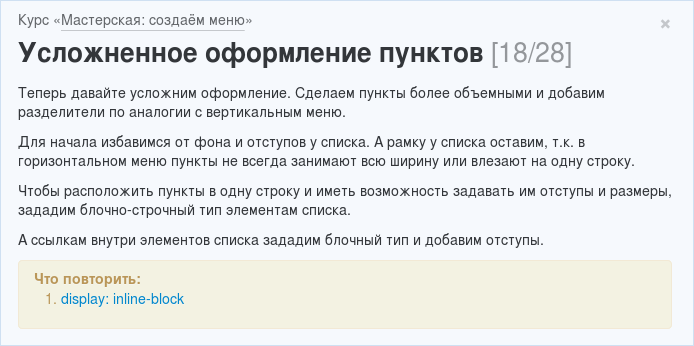 Курс «Мастерская: создаём меню»
Усложненное оформление пунктов [18/28]
Теперь давайте усложним оформление. Сделаем пункты более объемными и добавим
разделители по аналогии с вертикальным меню.
Для начала избавимся от фона и отступов у списка. А рамку у списка оставим, т.к. в
горизонтальном меню пункты не всегда занимают всю ширину или влезают на одну строку.
Чтобы расположить пункты в одну строку и иметь возможность задавать им отступы и размеры,
зададим блочно-строчный тип элементам списка.
А ссылкам внутри элементов списка зададим блочный тип и добавим отступы.
Что повторить:
1. display: inline-block